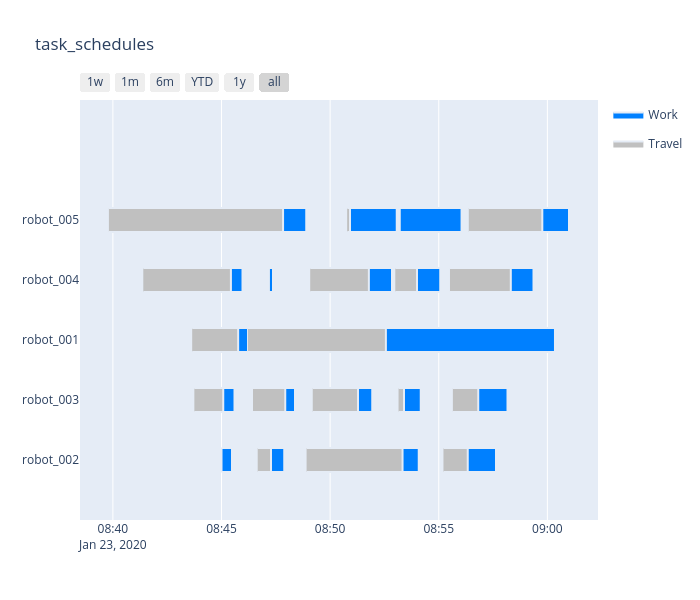 task_schedules
1w 1m 6m YTD 1y all
Work
Travel
robot_005
robot_004
robot_001
robot_003
robot_002
08:40 08:45 08:50 08:55 09:00
Jan 23, 2020